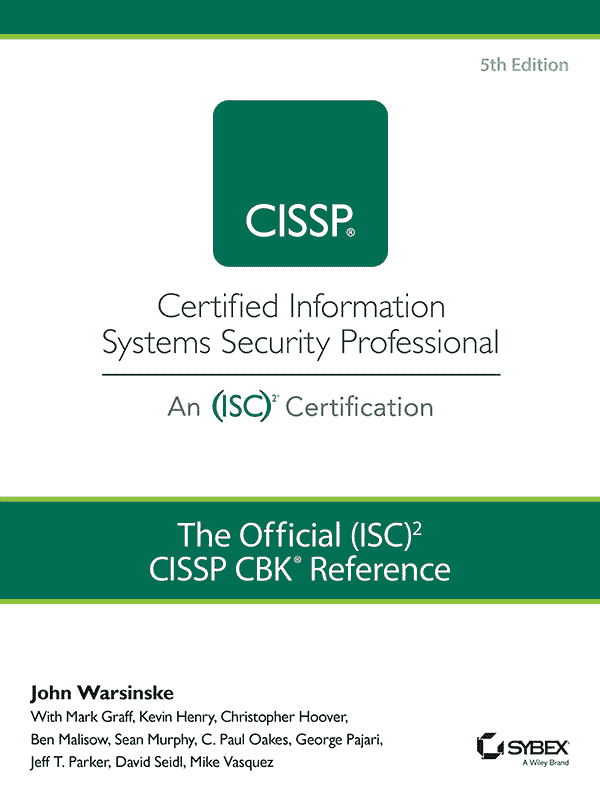 5th Edition
CISSP®
Certified Information
Systems Security Professional
An (ISC)²® Certification
The Official (ISC)²
CISSP CBK® Reference
John Warsinske
With Mark Graff, Kevin Henry, Christopher Hoover,
Ben Malisow, Sean Murphy, C. Paul Oakes, George Pajari,
Jeff T. Parker, David Seidl, Mike Vasquez
SYBEX®
A Wiley Brand